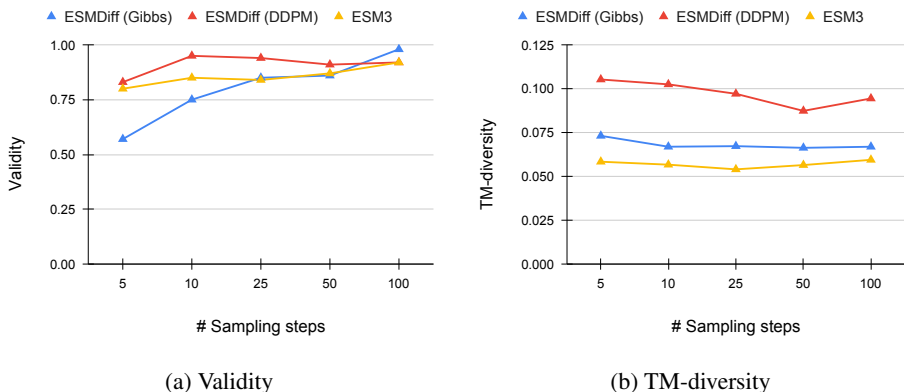 ESMDiff (Gibbs) ESMDiff (DDPM) ESM3
1.00
0.75
0.50
0.25
0.00
Validity
5 10 25 50 100
# Sampling steps
(a) Validity
ESMDiff (Gibbs) ESMDiff (DDPM) ESM3
0.125
0.100
0.075
0.050
0.025
0.000
TM-diversity
5 10 25 50 100
# Sampling steps
(b) TM-diversity